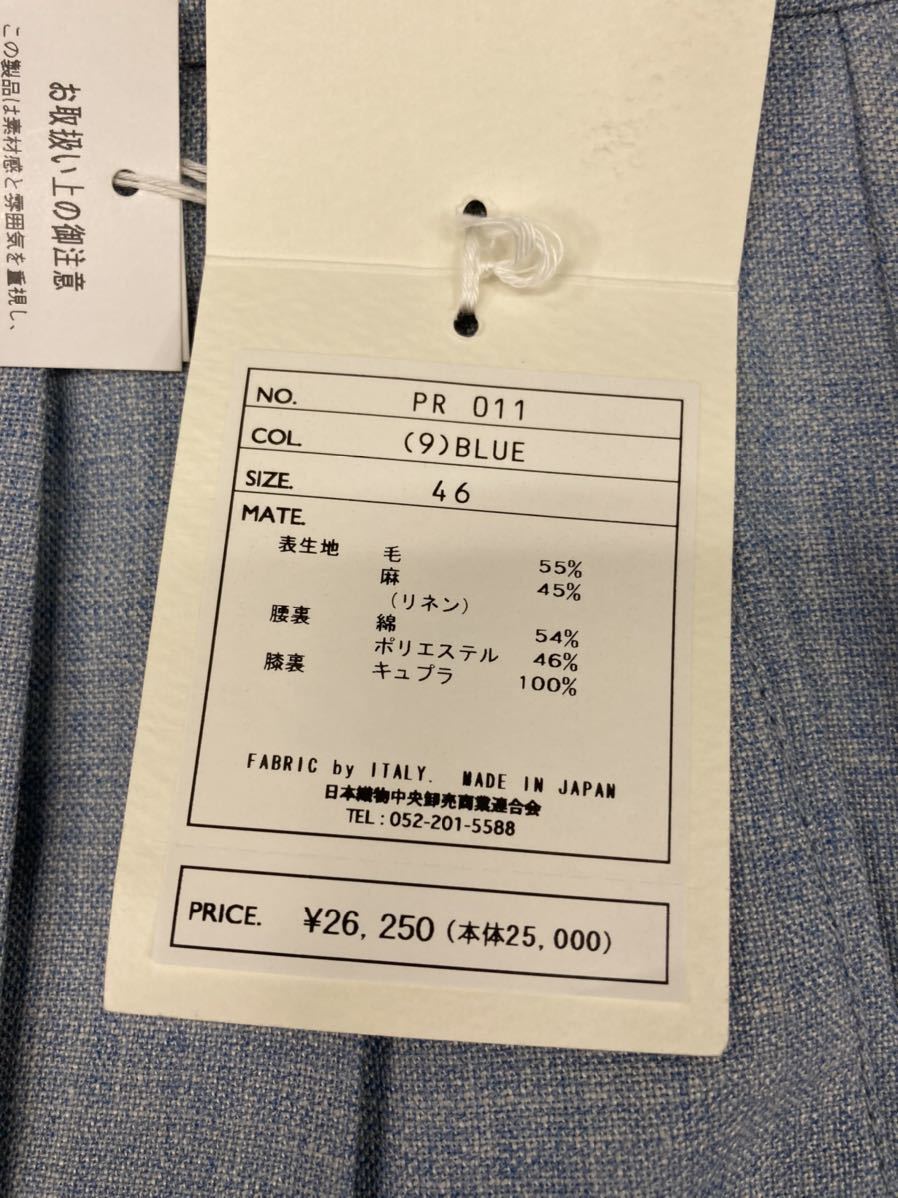 お取扱い上の御注意
この製品は素材感と雰囲気を重視し、
NO. PR 011
COL. (9)BLUE
SIZE. 46
MATE.
表生地 毛 55%
麻 45%
(リネン)
腰裏 綿 54%
ポリエステル 46%
膝裏 キュプラ 100%
FABRIC by ITALY. MADE IN JAPAN
日本織物中央卸売商業連合会
TEL : 052-201-5588
PRICE. ¥26,250 (本体25,000)